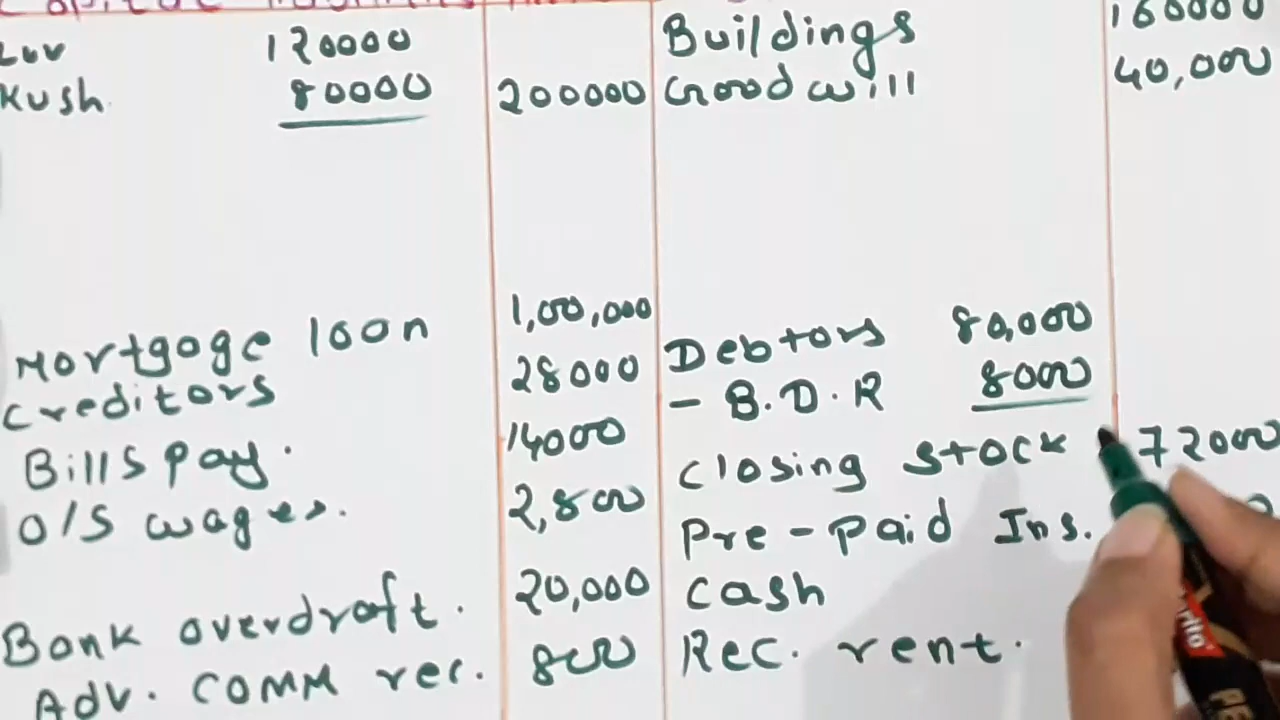 Luv 120000 Buildings 160000
Kush 80000 200000 Goodwill 40,000
Mortgage loan 1,00,000 Debtors 80,000
Creditors 28000 - B.D.R 8000
Bills pay. 14000 Closing stock 72000
O/S wages. 2,800 Pre-paid Ins.
Bank overdraft. 20,000 Cash
Adv. comm rec. 800 Rec. rent.